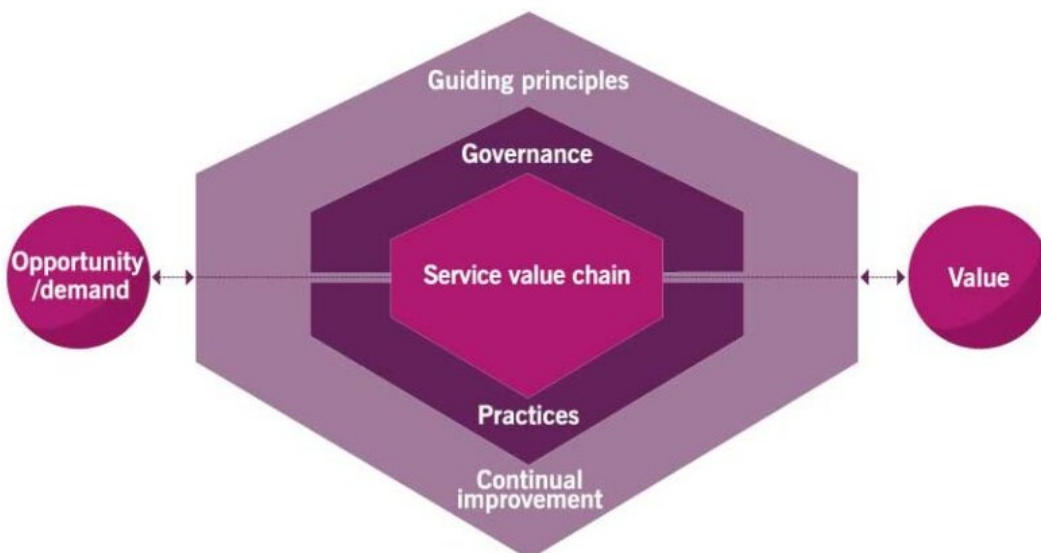 Guiding principles
Governance
Opportunity
/demand
Service value chain
Value
Practices
Continual
improvement